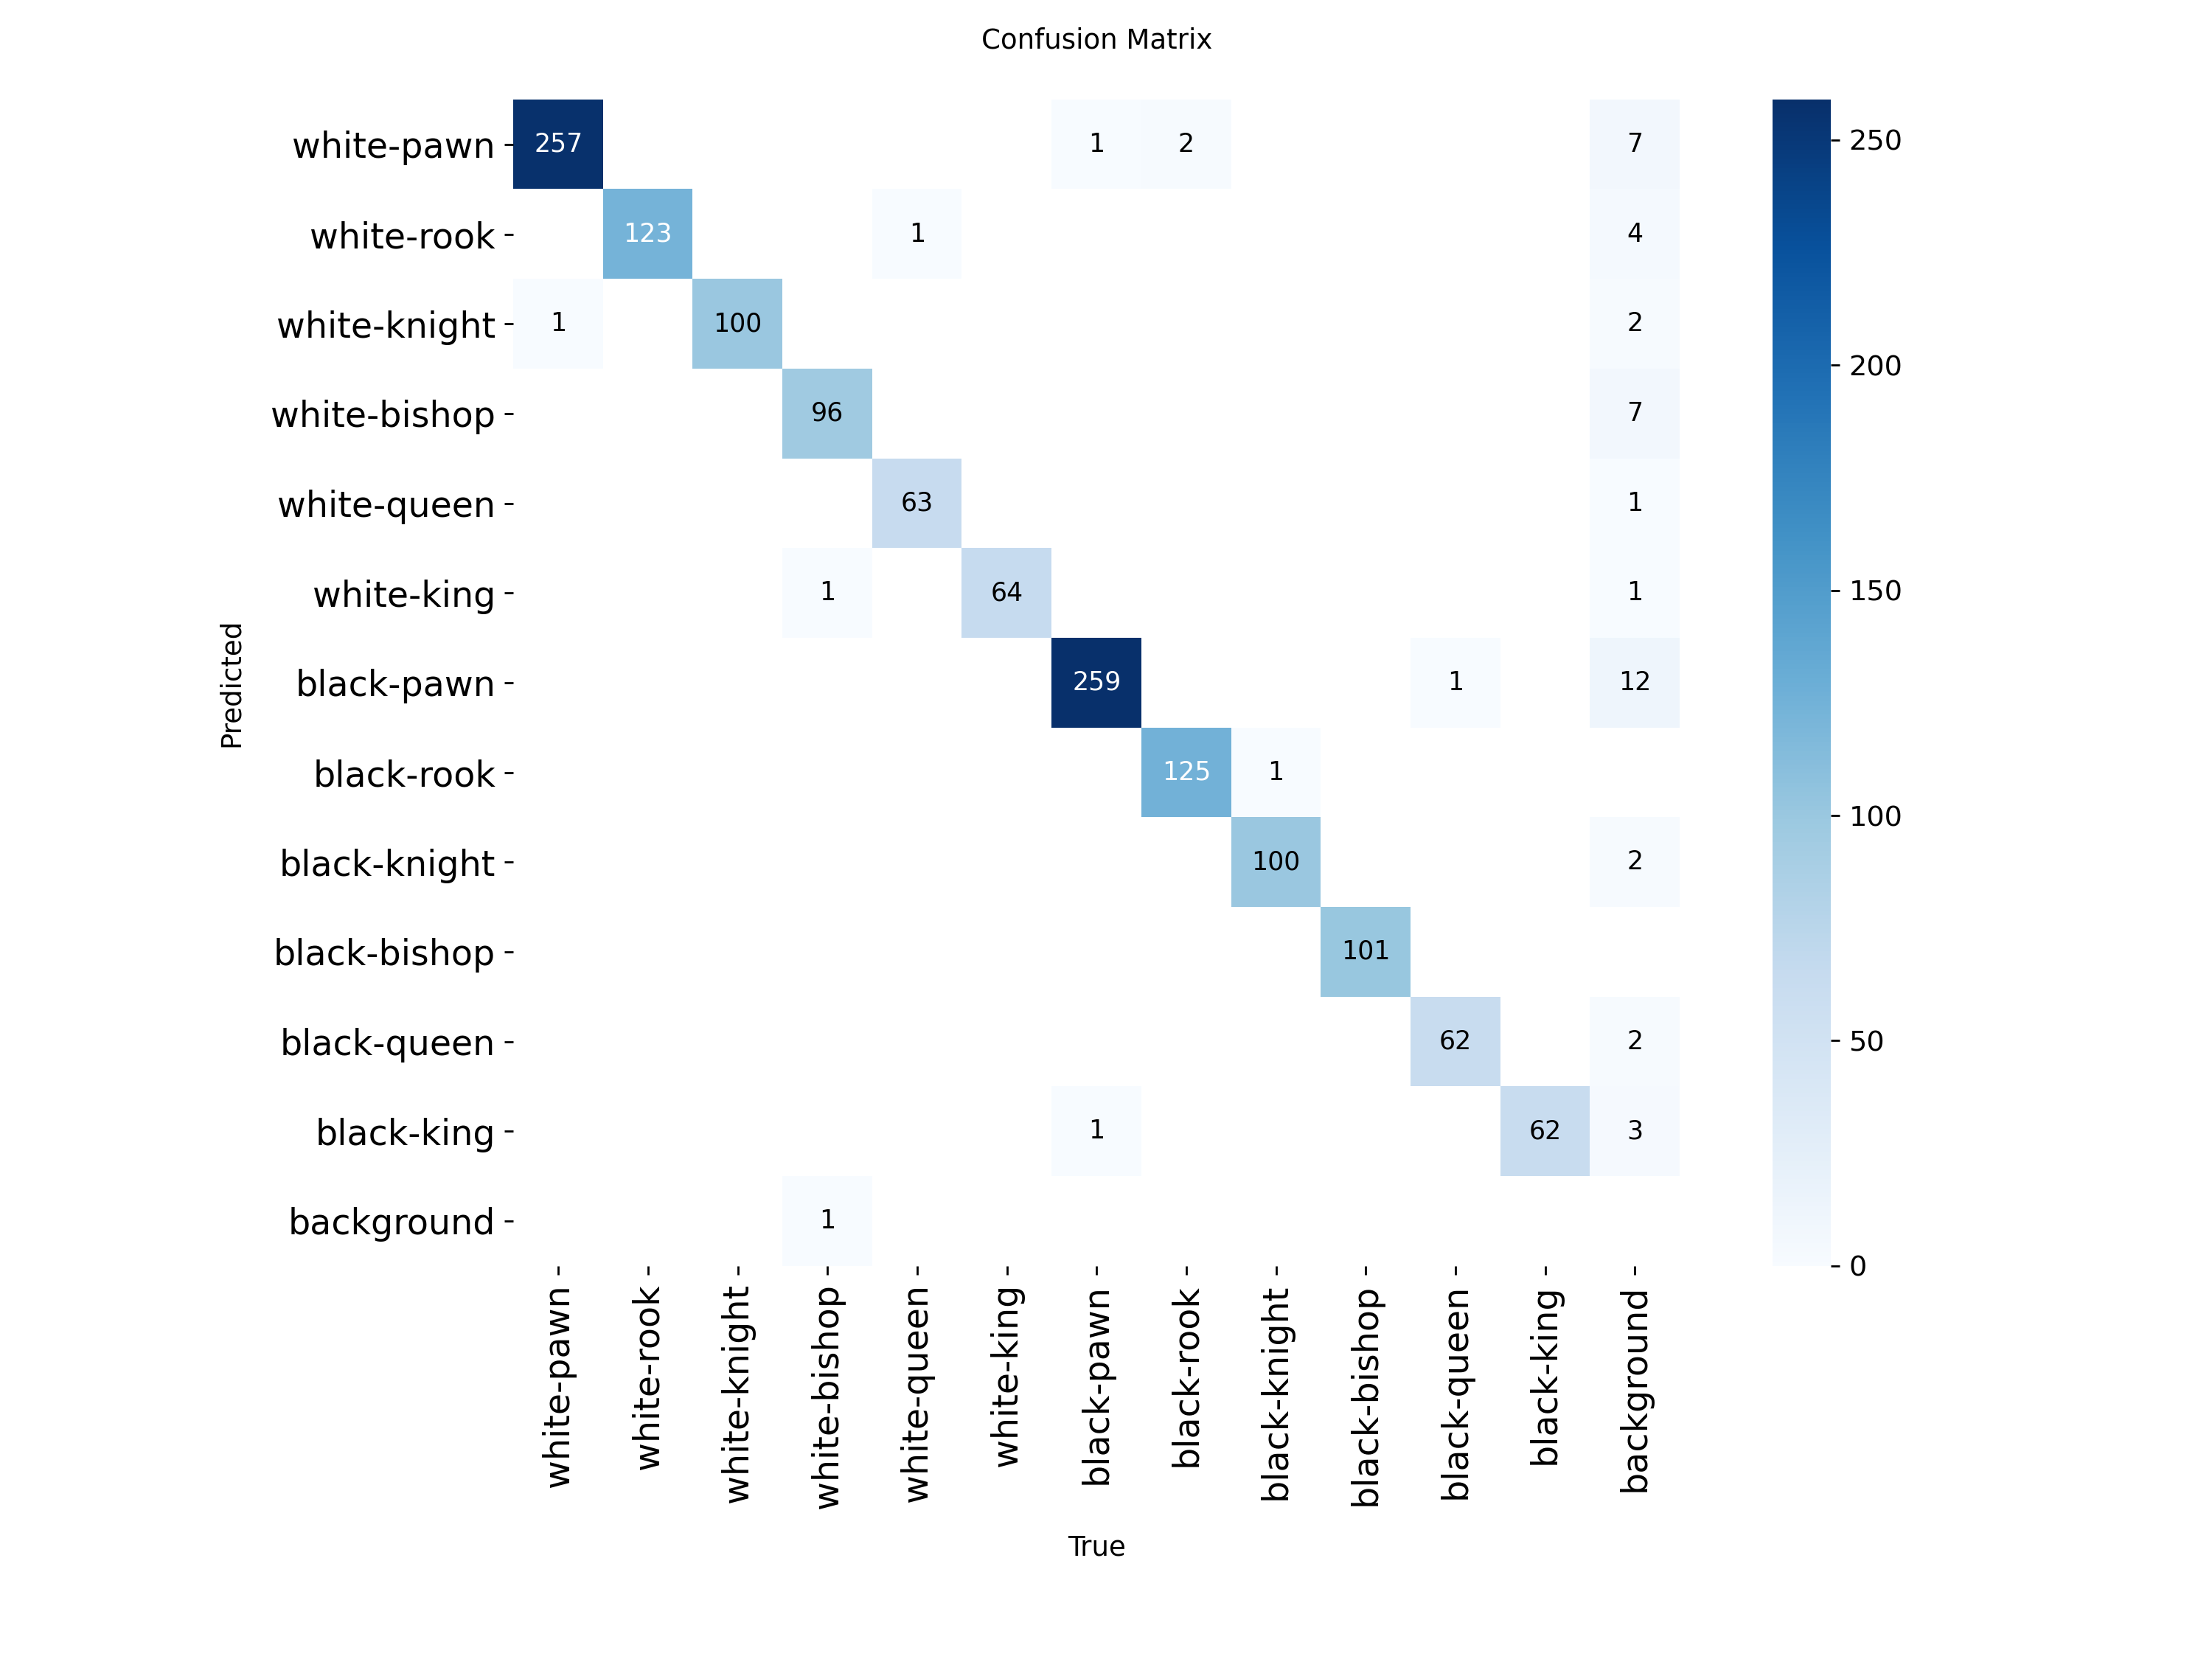 Confusion Matrix
white-pawn 257 1 2 7
white-rook 123 1 4
white-knight 1 100 2
white-bishop 96 7
white-queen 63 1
white-king 1 64 1
black-pawn 259 1 12
black-rook 125 1
black-knight 100 2
black-bishop 101
black-queen 62 2
black-king 1 62 3
background 1
Predicted
white-pawn
white-rook
white-knight
white-bishop
white-queen
white-king
black-pawn
black-rook
black-knight
black-bishop
black-queen
black-king
background
True
250
200
150
100
50
0